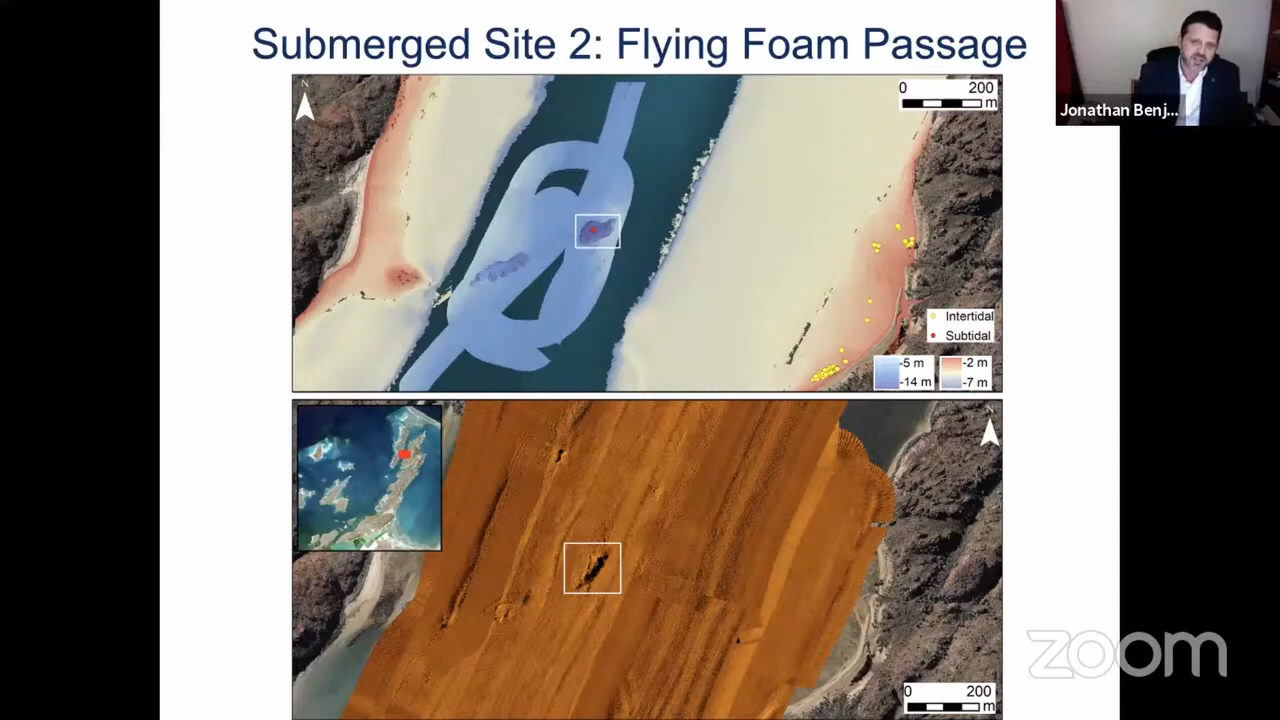 Submerged Site 2: Flying Foam Passage
Jonathan Benj...
N
0 200
m
Intertidal
Subtidal
-5 m
-14 m
-2 m
-7 m
N
0 200
m
zoom